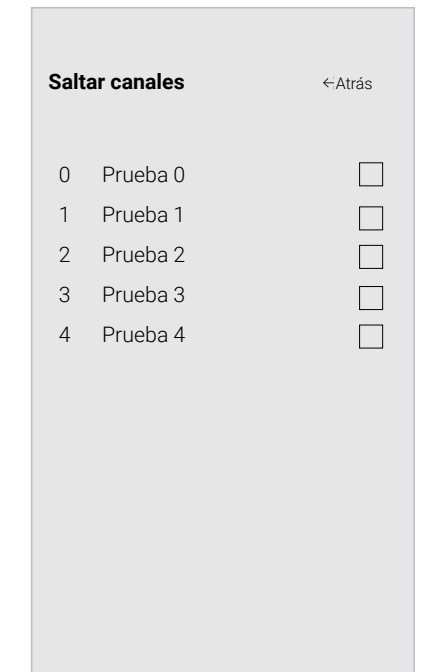 Saltar canales ←Atrás
0 Prueba 0
1 Prueba 1
2 Prueba 2
3 Prueba 3
4 Prueba 4